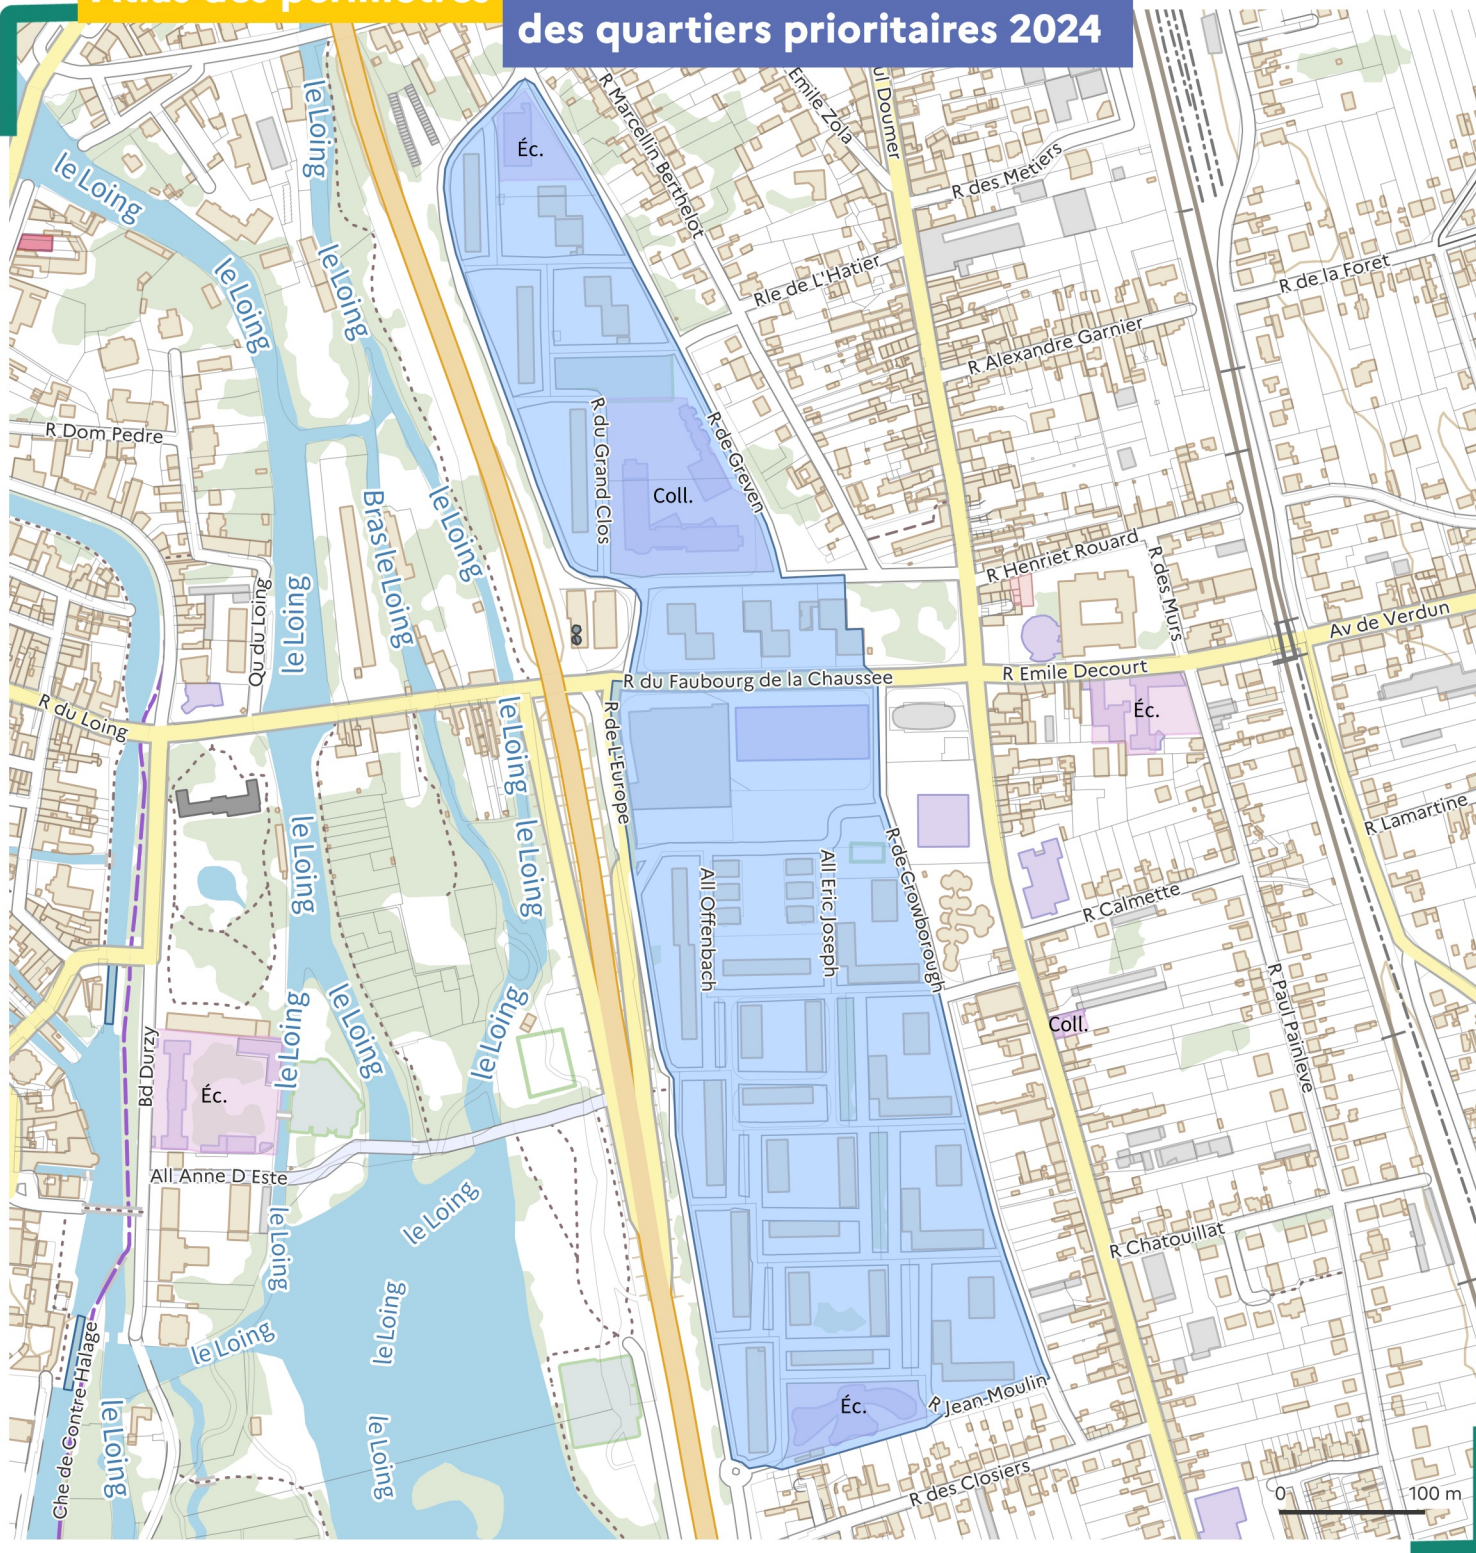 Atlas des périmètres
des quartiers prioritaires 2024
le Loing
le Loing
R Marcellin Berthelot
Emile Zola
ul Doumer
R des Metiers
Éc.
le Loing
le Loing
Rle de L'Hatier
R de la Foret
R Alexandre Garnier
R Dom Pedre
R du Grand Clos
R de Greven
Coll.
le Loing
Bras le Loing
Qu du Loing
le Loing
R Henriet Rouard
R des Murs
Av de Verdun
R du Faubourg de la Chaussee
R Emile Decourt
R du Loing
Éc.
le Loing
R de L'Europe
R Lamartine
le Loing
le Loing
All Offenbach
All Eric Joseph
R de Crowborough
R Calmette
le Loing
le Loing
le Loing
R Paul Painleve
Coll.
Bd Durzy
Éc.
All Anne D Este
le Loing
le Loing
R Chatouillat
le Loing
le Loing
Che de Contre Halage
le Loing
le Loing
Éc.
R Jean Moulin
R des Closiers
0 100 m